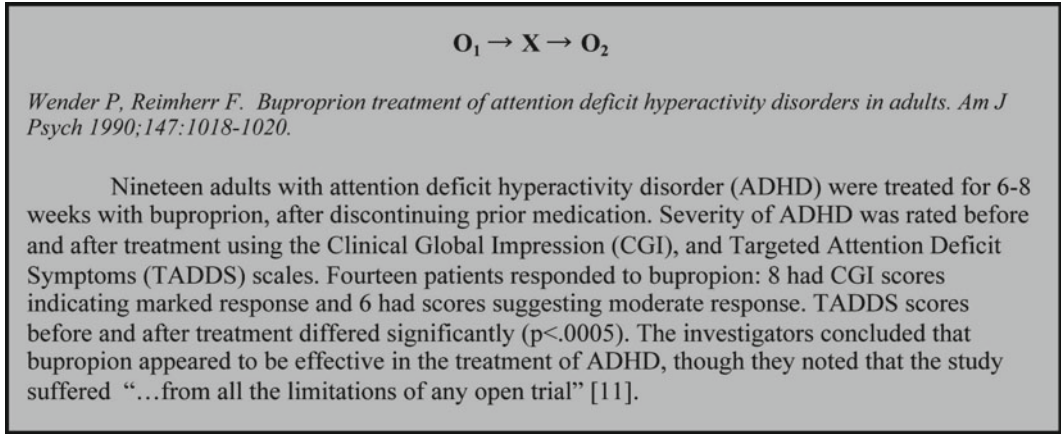 O₁ → X → O₂
Wender P, Reimherr F. Buproprion treatment of attention deficit hyperactivity disorders in adults. Am J
Psych 1990;147:1018-1020.
Nineteen adults with attention deficit hyperactivity disorder (ADHD) were treated for 6-8
weeks with buproprion, after discontinuing prior medication. Severity of ADHD was rated before
and after treatment using the Clinical Global Impression (CGI), and Targeted Attention Deficit
Symptoms (TADDS) scales. Fourteen patients responded to bupropion: 8 had CGI scores
indicating marked response and 6 had scores suggesting moderate response. TADDS scores
before and after treatment differed significantly (p<.0005). The investigators concluded that
bupropion appeared to be effective in the treatment of ADHD, though they noted that the study
suffered “…from all the limitations of any open trial” [11].